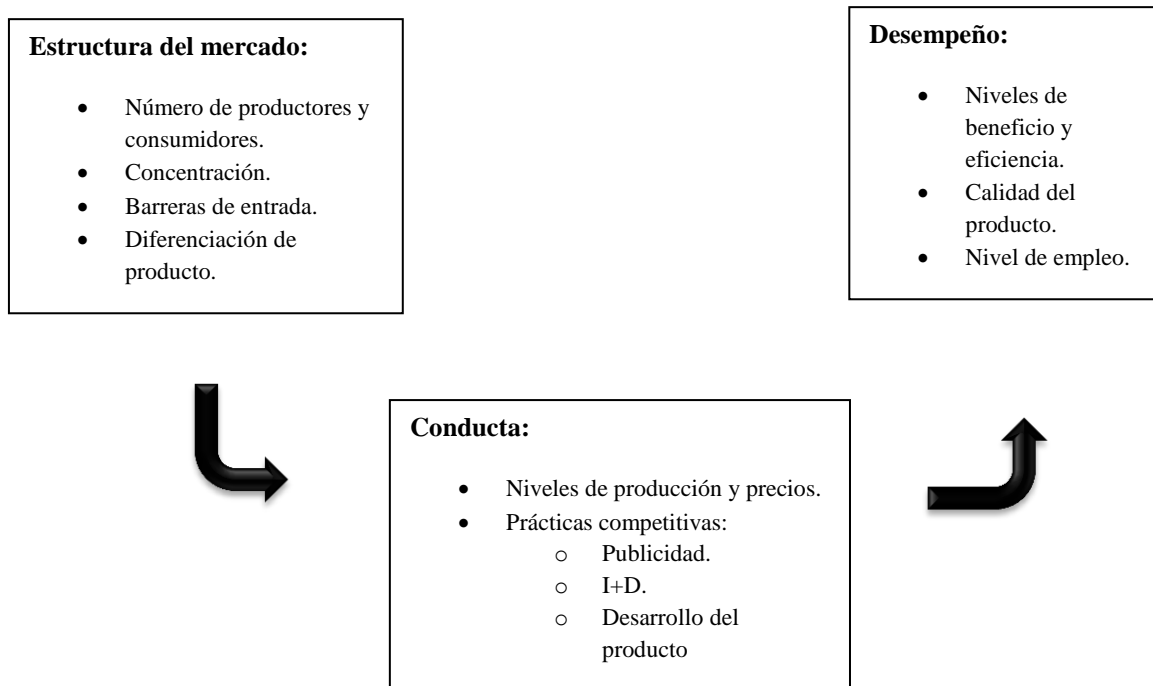 Estructura del mercado:
• Número de productores y
consumidores.
• Concentración.
• Barreras de entrada.
• Diferenciación de
producto.
Conducta:
• Niveles de producción y precios.
• Prácticas competitivas:
o Publicidad.
o I+D.
o Desarrollo del
producto
Desempeño:
• Niveles de
beneficio y
eficiencia.
• Calidad del
producto.
• Nivel de empleo.